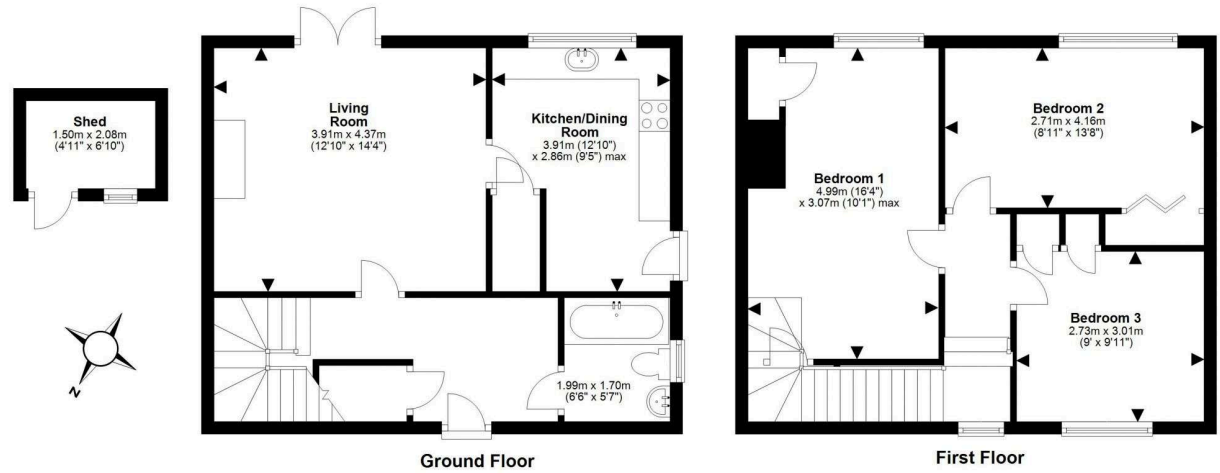 Shed
1.50m x 2.08m
(4'11" x 6'10")
Living
Room
3.91m x 4.37m
(12'10" x 14'4")
Kitchen/Dining
Room
3.91m (12'10")
x 2.86m (9'5") max
1.99m x 1.70m
(6'6" x 5'7")
N
Ground Floor
Bedroom 1
4.99m (16'4")
x 3.07m (10'1") max
Bedroom 2
2.71m x 4.16m
(8'11" x 13'8")
Bedroom 3
2.73m x 3.01m
(9' x 9'11")
First Floor